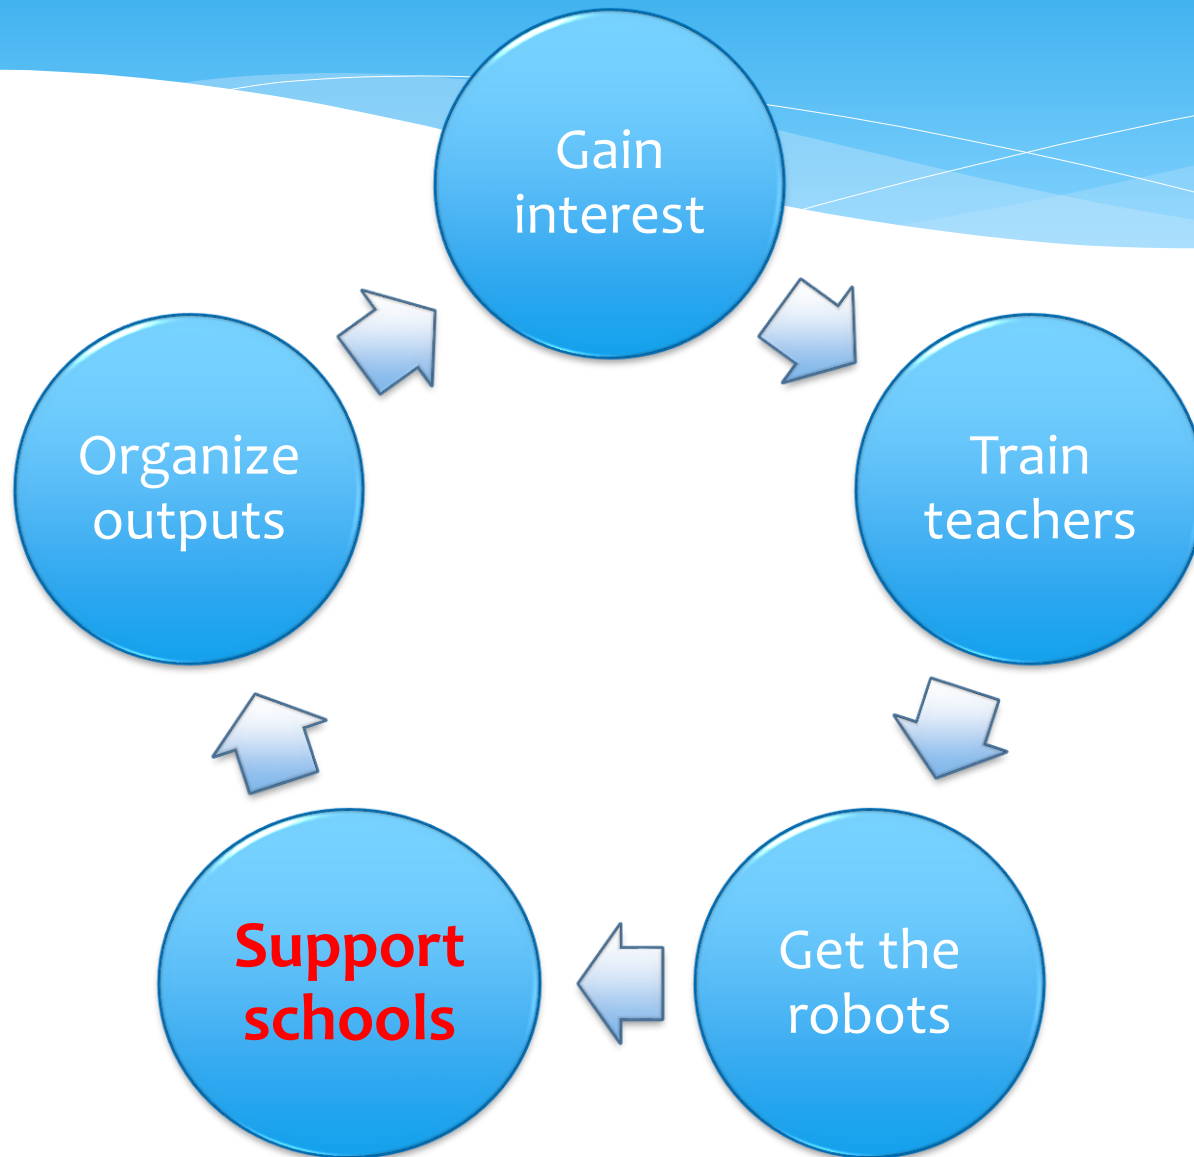 Gain
interest
Train
teachers
Get the
robots
Support
schools
Organize
outputs